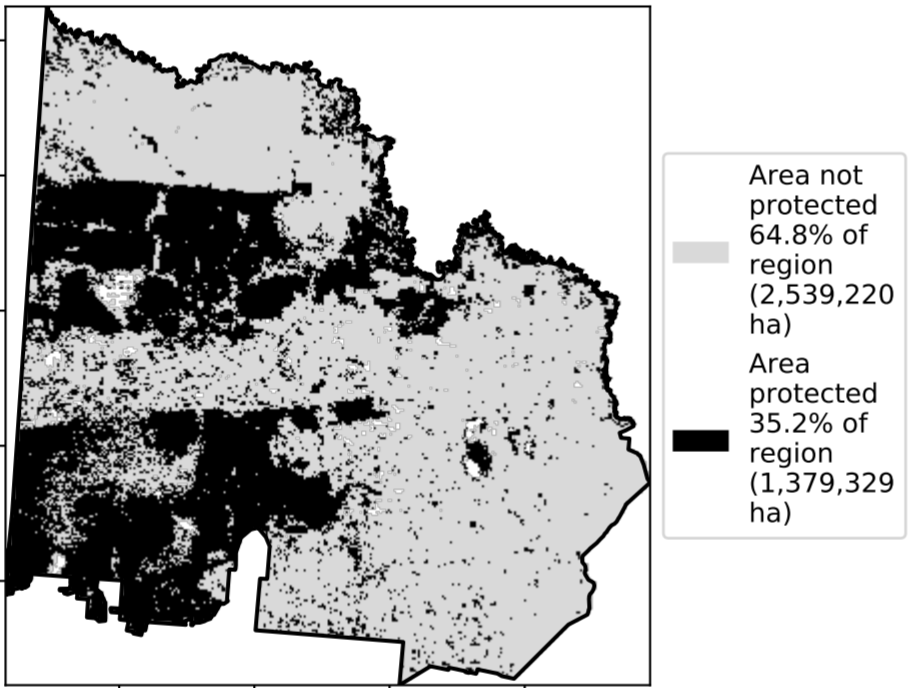 Area not
protected
64.8% of
region
(2,539,220
ha)
Area
protected
35.2% of
region
(1,379,329
ha)